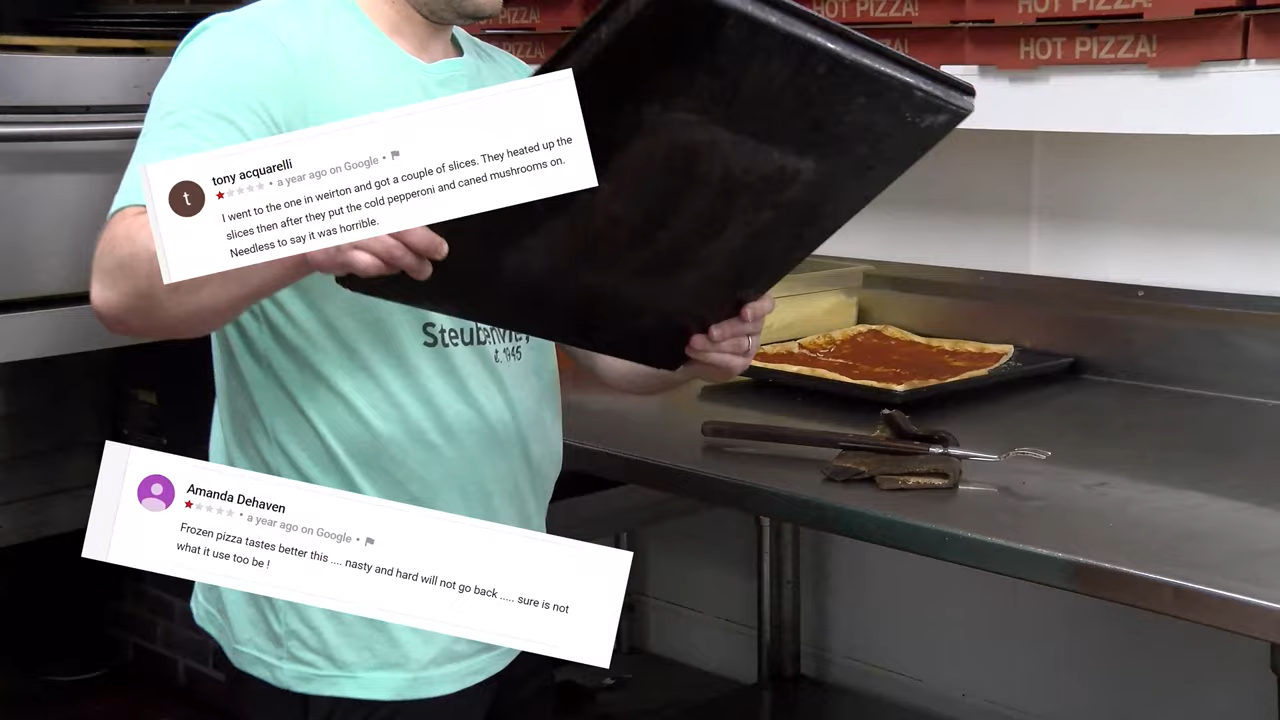 PIZZA!
HOT PIZZA!
HOT PIZZA!
HOT PIZZA!
tony acquarelli
a year ago on Google
I went to the one in weirton and got a couple of slices. They heated up the
slices then after they put the cold pepperoni and caned mushrooms on.
Needless to say it was horrible.
t
Amanda Dehaven
a year ago on Google
Frozen pizza tastes better this .... nasty and hard will not go back ..... sure is not
what it use too be !